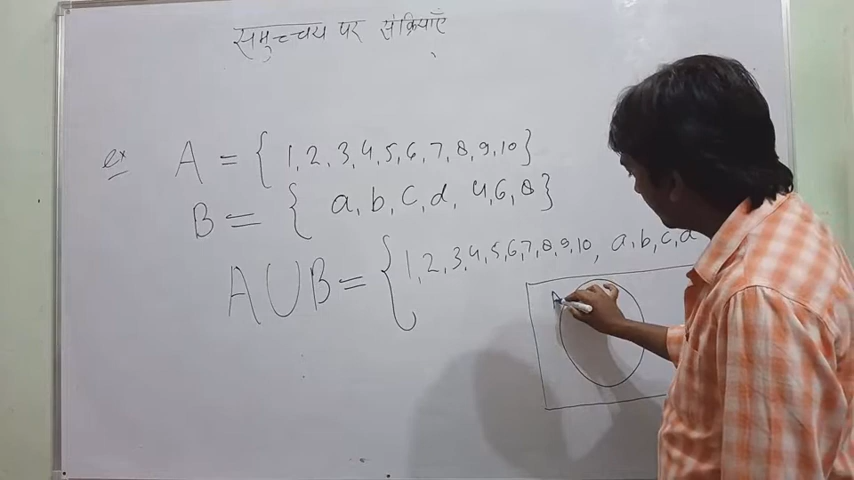 समुच्चय पर संक्रियाएँ
ex A = { 1, 2, 3, 4, 5, 6, 7, 8, 9, 10 }
B = { a, b, c, d, 4, 6, 8 }
A ∪ B = { 1, 2, 3, 4, 5, 6, 7, 8, 9, 10, a, b, c, d
A